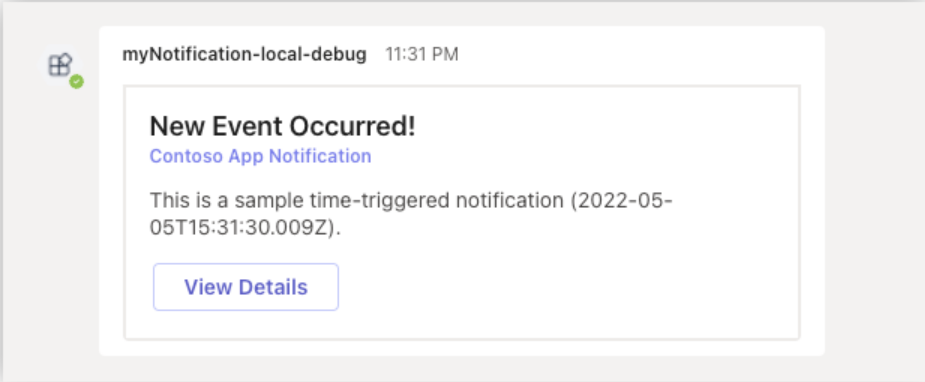 myNotification-local-debug 11:31 PM
New Event Occurred!
Contoso App Notification
This is a sample time-triggered notification (2022-05-
05T15:31:30.009Z).
View Details